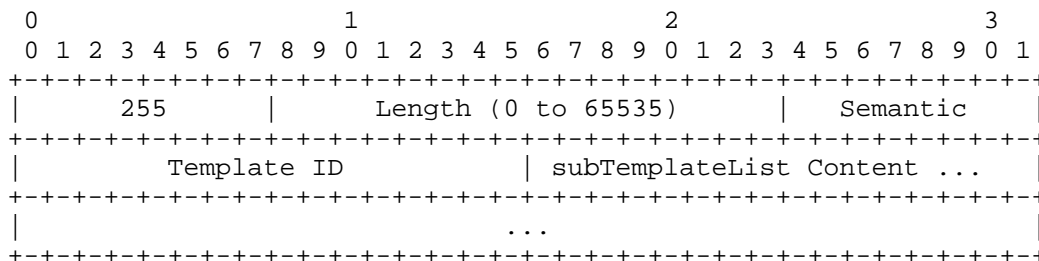 0                   1                   2                   3
 0 1 2 3 4 5 6 7 8 9 0 1 2 3 4 5 6 7 8 9 0 1 2 3 4 5 6 7 8 9 0 1
+-+-+-+-+-+-+-+-+-+-+-+-+-+-+-+-+-+-+-+-+-+-+-+-+-+-+-+-+-+-+-+-+
|      255      |      Length (0 to 65535)      |   Semantic    |
+-+-+-+-+-+-+-+-+-+-+-+-+-+-+-+-+-+-+-+-+-+-+-+-+-+-+-+-+-+-+-+-+
|         Template ID           | subTemplateList Content ...   |
+-+-+-+-+-+-+-+-+-+-+-+-+-+-+-+-+-+-+-+-+-+-+-+-+-+-+-+-+-+-+-+-+
|                              ...                              |
+-+-+-+-+-+-+-+-+-+-+-+-+-+-+-+-+-+-+-+-+-+-+-+-+-+-+-+-+-+-+-+-+